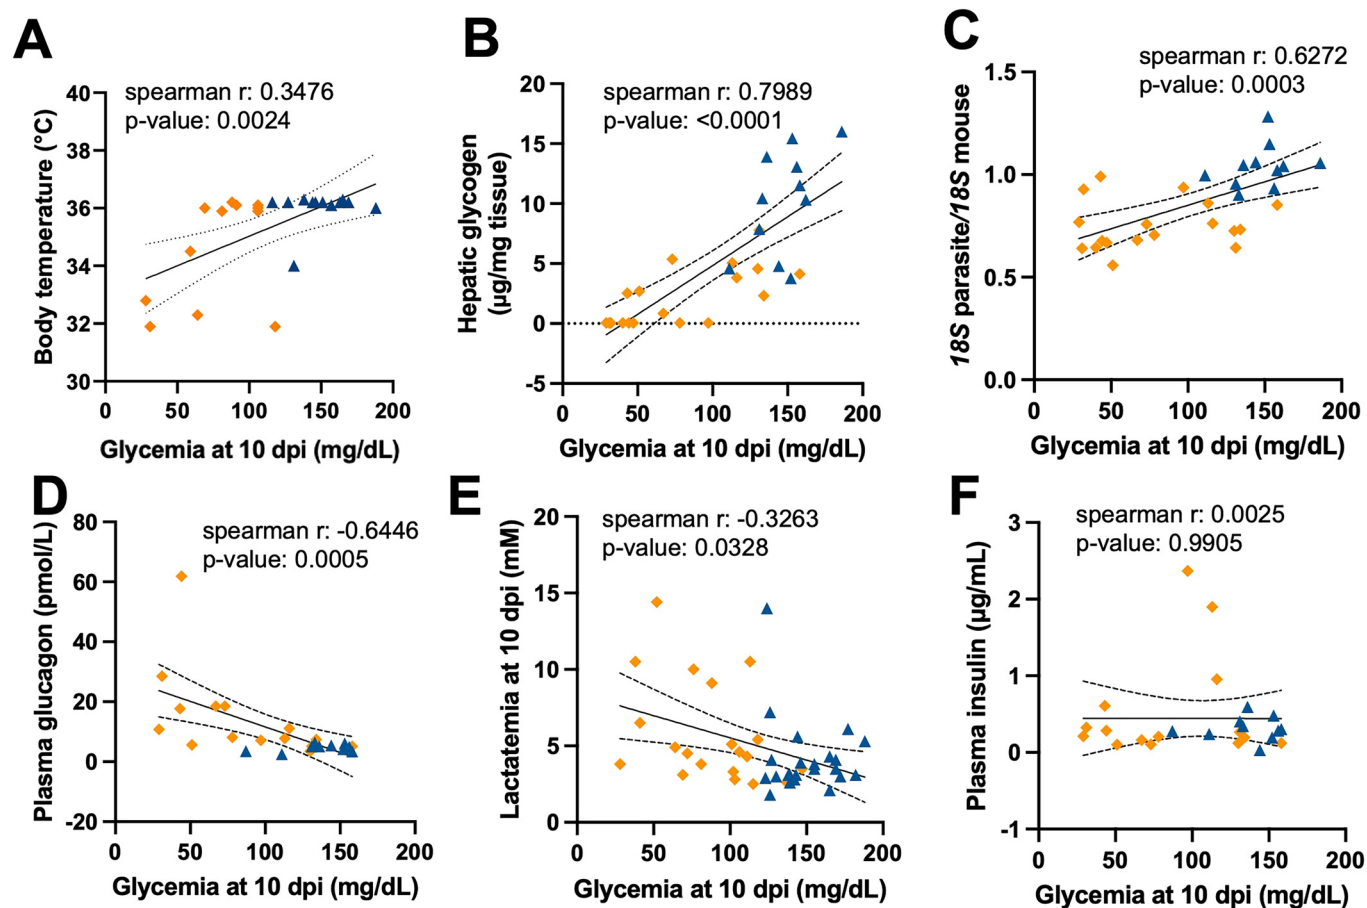 A
spearman r: 0.3476
p-value: 0.0024
Body temperature (°C)
40
38
36
34
32
30
0
50
100
150
200
Glycemia at 10 dpi (mg/dL)
B
spearman r: 0.7989
p-value: <0.0001
Hepatic glycogen
(µg/mg tissue)
20
15
10
5
0
-5
0
50
100
150
200
Glycemia at 10 dpi (mg/dL)
C
spearman r: 0.6272
p-value: 0.0003
18S parasite/18S mouse
1.5
1.0
0.5
0.0
0
50
100
150
200
Glycemia at 10 dpi (mg/dL)
D
spearman r: -0.6446
p-value: 0.0005
Plasma glucagon (pmol/L)
80
60
40
20
0
-20
0
50
100
150
200
Glycemia at 10 dpi (mg/dL)
E
spearman r: -0.3263
p-value: 0.0328
Lactatemia at 10 dpi (mM)
20
15
10
5
0
0
50
100
150
200
Glycemia at 10 dpi (mg/dL)
F
spearman r: 0.0025
p-value: 0.9905
Plasma insulin (µg/mL)
3
2
1
0
-1
0
50
100
150
200
Glycemia at 10 dpi (mg/dL)